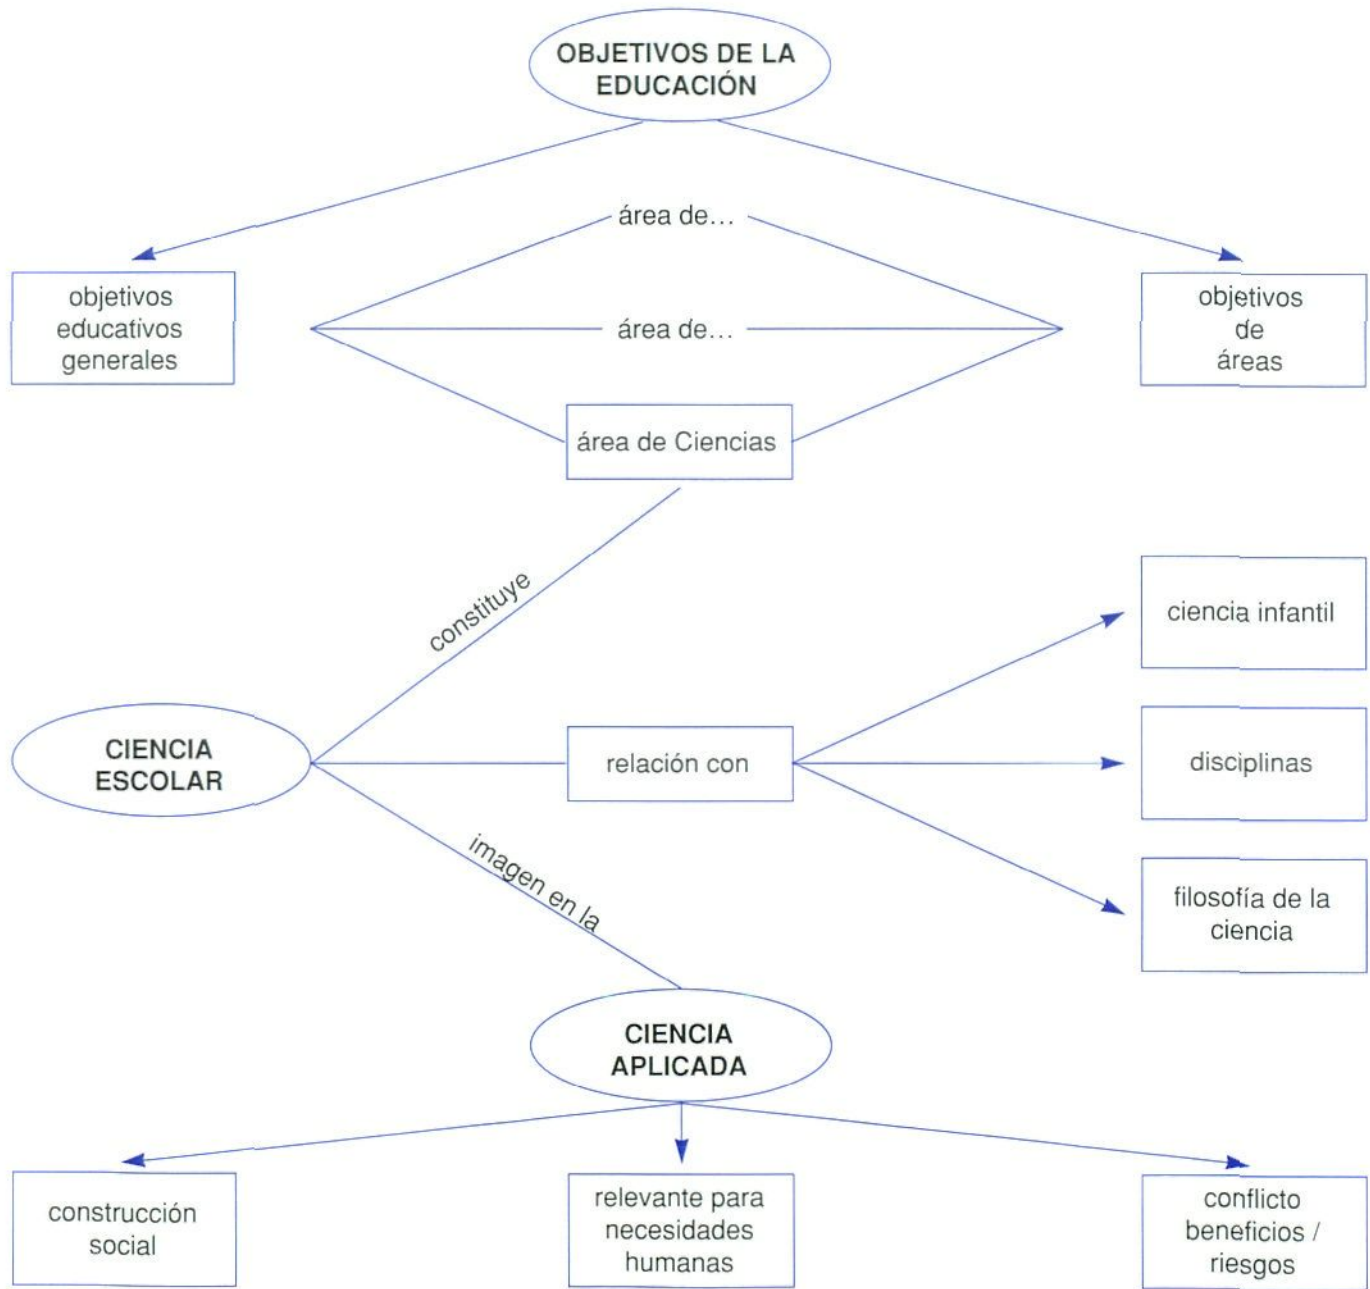 OBJETIVOS DE LA
EDUCACIÓN
área de...
objetivos
educativos
generales
área de...
objetivos
de
áreas
área de Ciencias
constituye
ciencia infantil
CIENCIA
ESCOLAR
relación con
disciplinas
imagen en la
filosofía de la
ciencia
CIENCIA
APLICADA
construcción
social
relevante para
necesidades
humanas
conflicto
beneficios /
riesgos